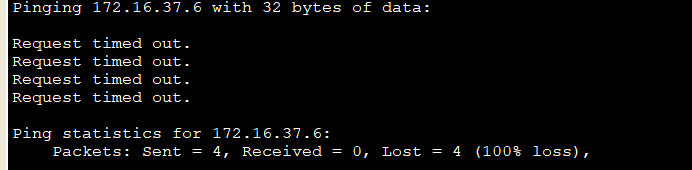 Pinging 172.16.37.6 with 32 bytes of data:
Request timed out.
Request timed out.
Request timed out.
Request timed out.
Ping statistics for 172.16.37.6:
Packets: Sent = 4, Received = 0, Lost = 4 (100% loss),